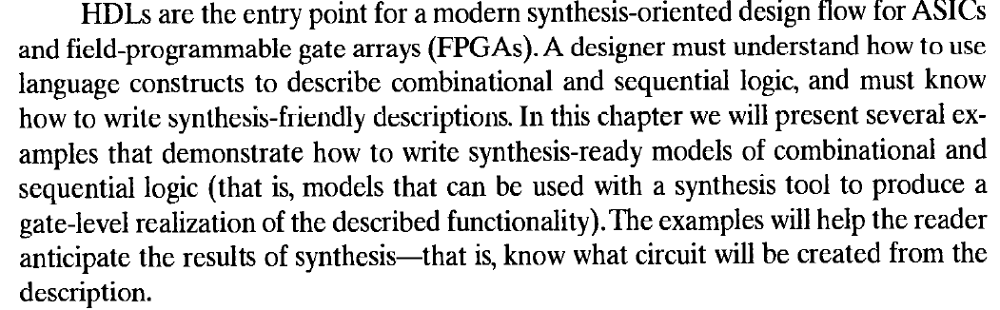 HDLs are the entry point for a modern synthesis-oriented design flow for ASICs
and field-programmable gate arrays (FPGAs). A designer must understand how to use
language constructs to describe combinational and sequential logic, and must know
how to write synthesis-friendly descriptions. In this chapter we will present several ex-
amples that demonstrate how to write synthesis-ready models of combinational and
sequential logic (that is, models that can be used with a synthesis tool to produce a
gate-level realization of the described functionality). The examples will help the reader
anticipate the results of synthesis—that is, know what circuit will be created from the
description.